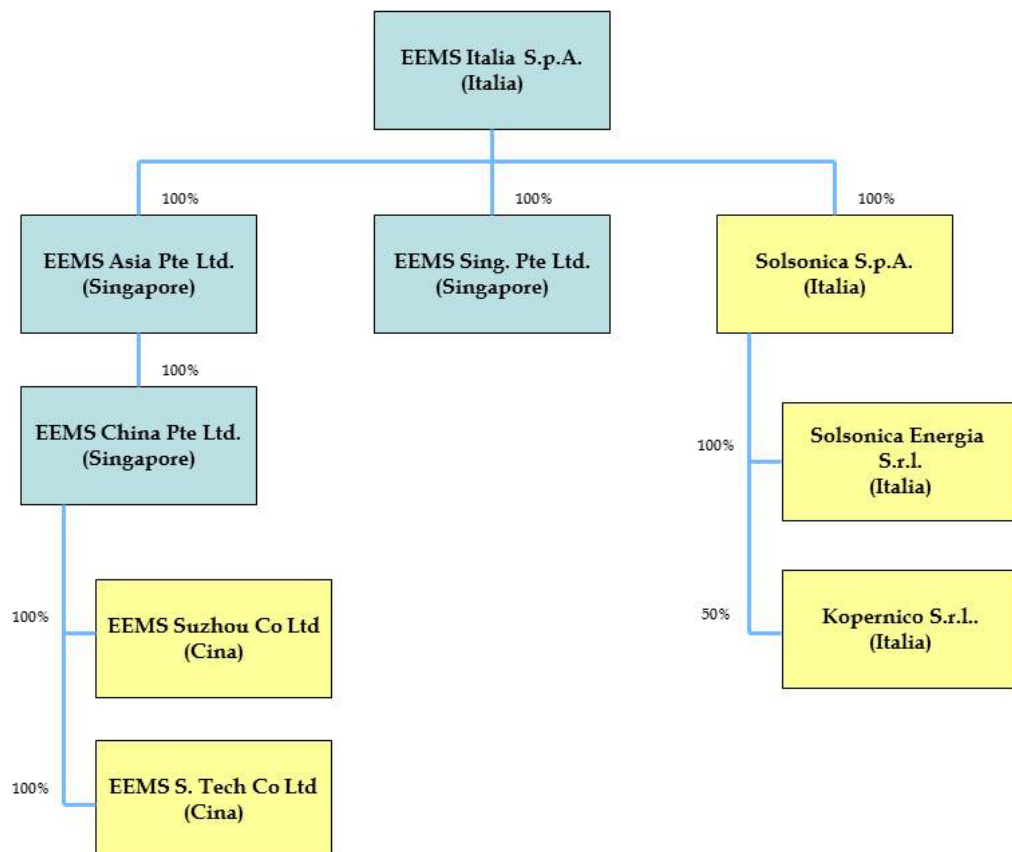 EEMS Italia S.p.A.
(Italia)
100%
100%
100%
EEMS Asia Pte Ltd.
(Singapore)
EEMS Sing. Pte Ltd.
(Singapore)
Solsonica S.p.A.
(Italia)
100%
EEMS China Pte Ltd.
(Singapore)
100%
Solsonica Energia
S.r.l.
(Italia)
100%
EEMS Suzhou Co Ltd
(Cina)
50%
Kopernico S.r.l..
(Italia)
100%
EEMS S. Tech Co Ltd
(Cina)